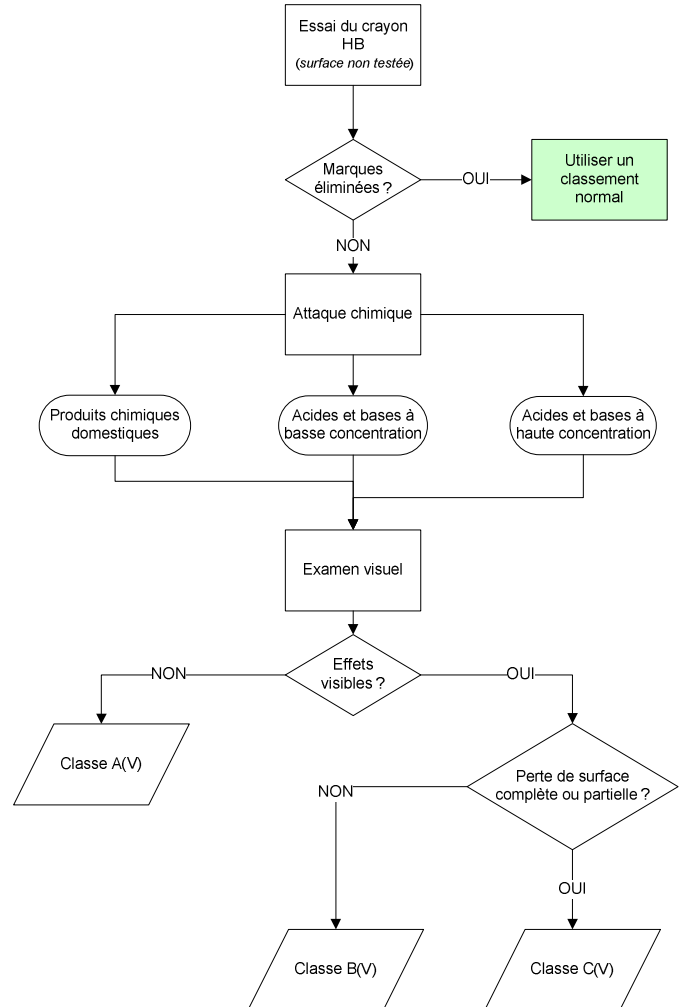 Essai du crayon
HB
(surface non testée)
Marques
éliminées ?
OUI
Utiliser un
classement
normal
NON
Attaque chimique
Produits chimiques
domestiques
Acides et bases à
basse concentration
Acides et bases à
haute concentration
Examen visuel
Effets
visibles ?
NON
OUI
Classe A(V)
Perte de surface
complète ou partielle ?
NON
OUI
Classe B(V)
Classe C(V)